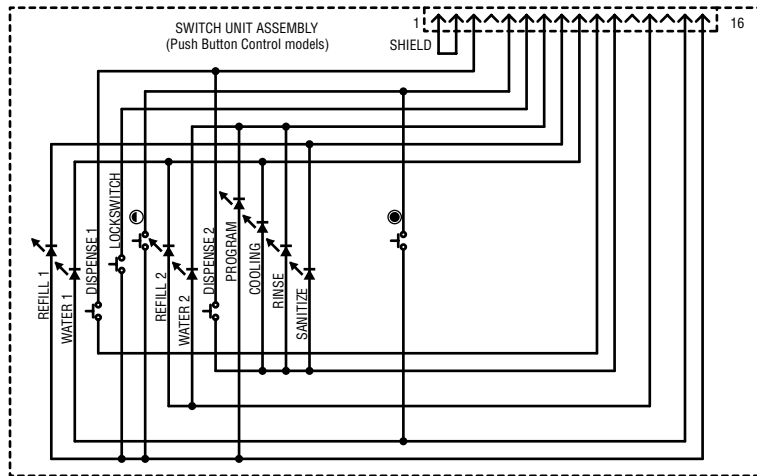 SWITCH UNIT ASSEMBLY
(Push Button Control models)
1
16
SHIELD
REFILL 1
WATER 1
DISPENSE 1
LOCKSWITCH
REFILL 2
WATER 2
DISPENSE 2
PROGRAM
COOLING
RINSE
SANITIZE